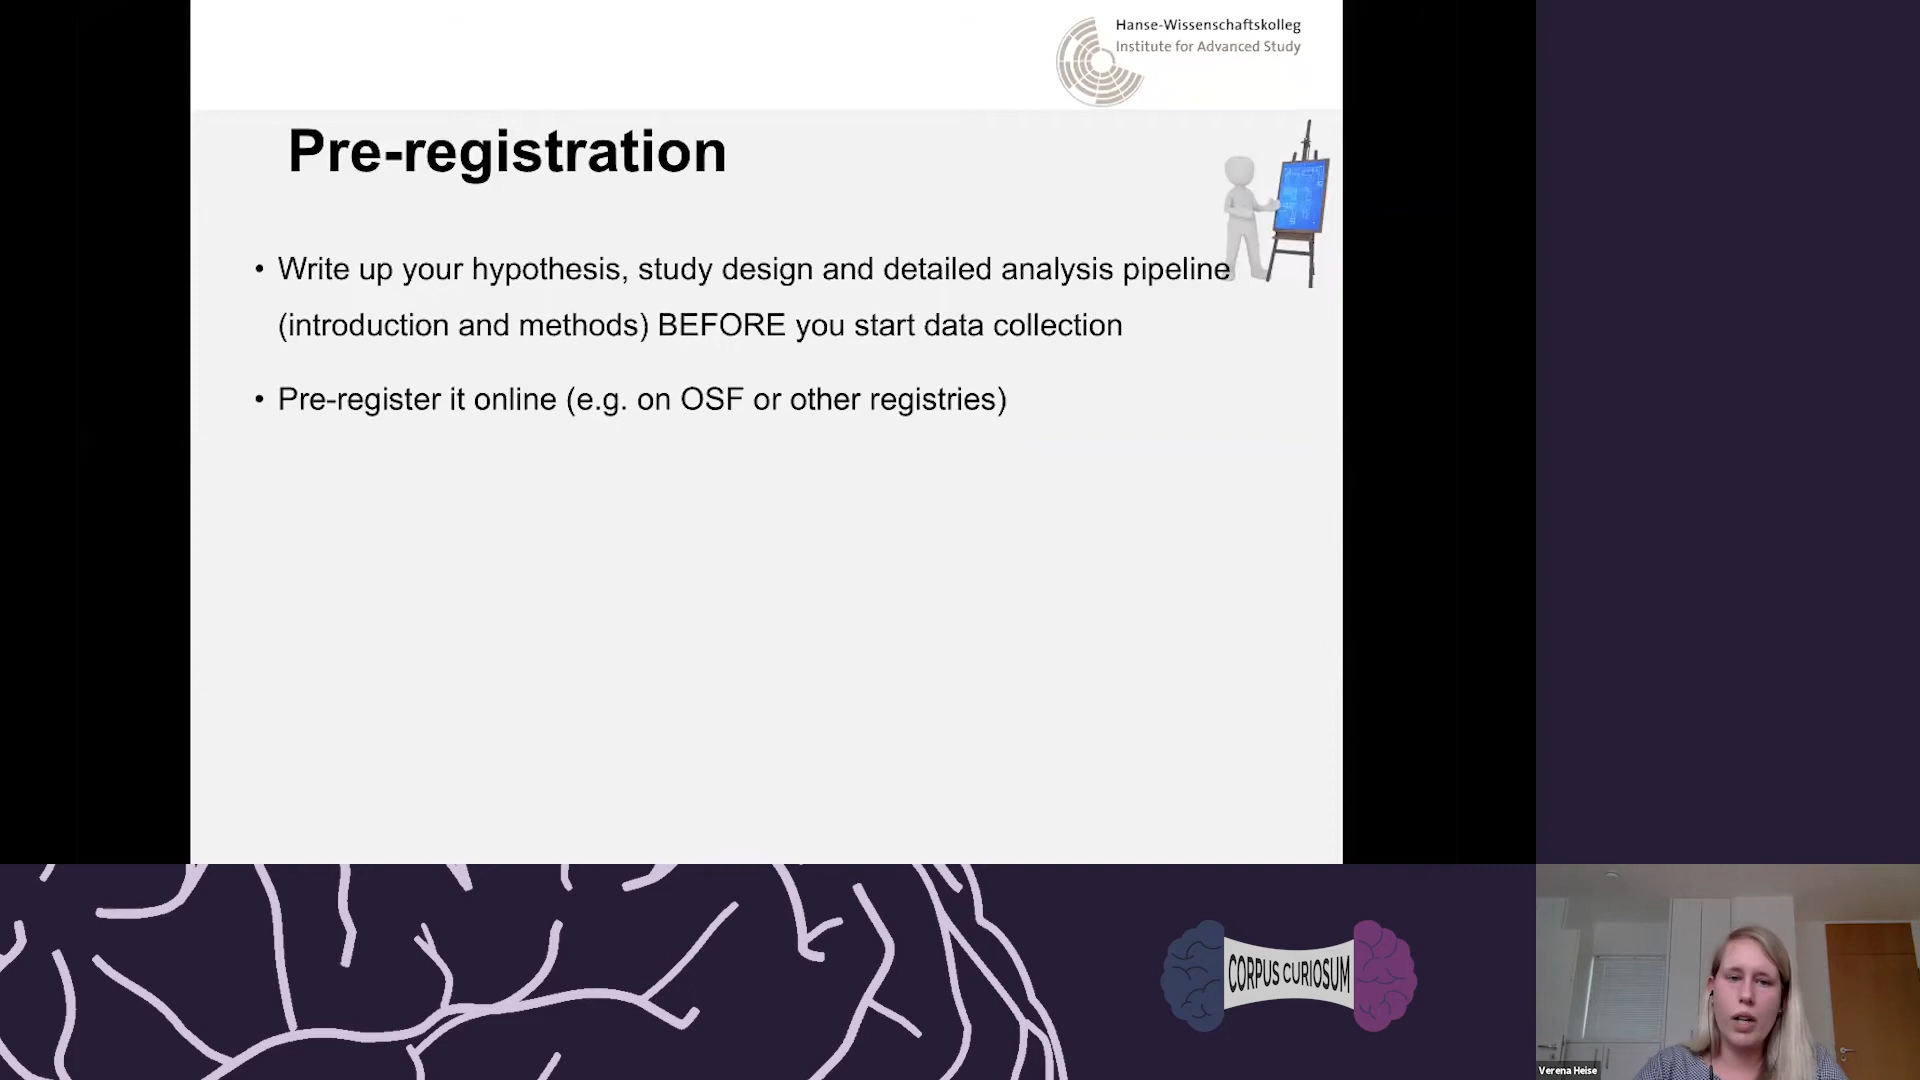 Hanse-Wissenschaftskolleg
Institute for Advanced Study
Pre-registration
• Write up your hypothesis, study design and detailed analysis pipeline
(introduction and methods) BEFORE you start data collection
• Pre-register it online (e.g. on OSF or other registries)
CORPUS CURIOSUM
Verena Heise